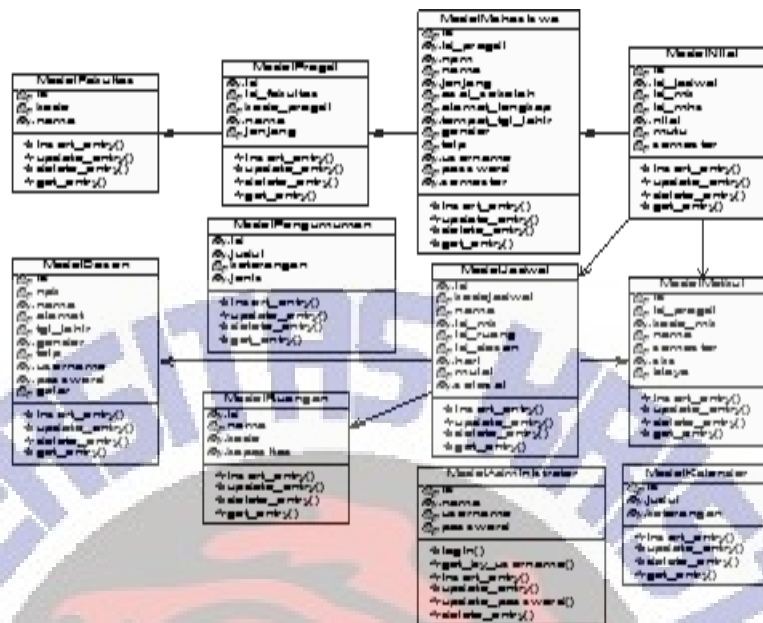 ModelFakultas
id
kode
nama
insert_entry()
update_entry()
delete_entry()
get_entry()
ModelProgdi
id
id_fakultas
kode_progdi
nama
jenjang
insert_entry()
update_entry()
delete_entry()
get_entry()
ModelMahasiswa
id
id_progdi
npm
nama
jenjang
asal_sekolah
alamat_lengkap
tempat_tgl_lahir
gender
telp
username
password
semester
insert_entry()
update_entry()
delete_entry()
get_entry()
ModelNilai
id
id_jadwal
id_mk
id_mhs
nilai
mutu
semester
insert_entry()
update_entry()
delete_entry()
get_entry()
ModelPengumuman
id
judul
keterangan
jenis
insert_entry()
update_entry()
delete_entry()
get_entry()
ModelDosen
id
nama
alamat
tgl_lahir
gender
telp
username
password
gelar
insert_entry()
update_entry()
delete_entry()
get_entry()
ModelJadwal
id
kodejadwal
nama
id_mk
id_ruang
id_dosen
hari
mulai
selesai
insert_entry()
update_entry()
delete_entry()
get_entry()
ModelMatkul
id
id_progdi
kode_mk
nama
semester
sks
biaya
insert_entry()
update_entry()
delete_entry()
get_entry()
ModelRuangan
id
nama
kode
kapasitas
insert_entry()
update_entry()
delete_entry()
get_entry()
ModelAdministrator
id
nama
username
password
login()
get_by_username()
insert_entry()
update_entry()
update_password()
delete_entry()
ModelKalender
id
judul
keterangan
insert_entry()
update_entry()
delete_entry()
get_entry()